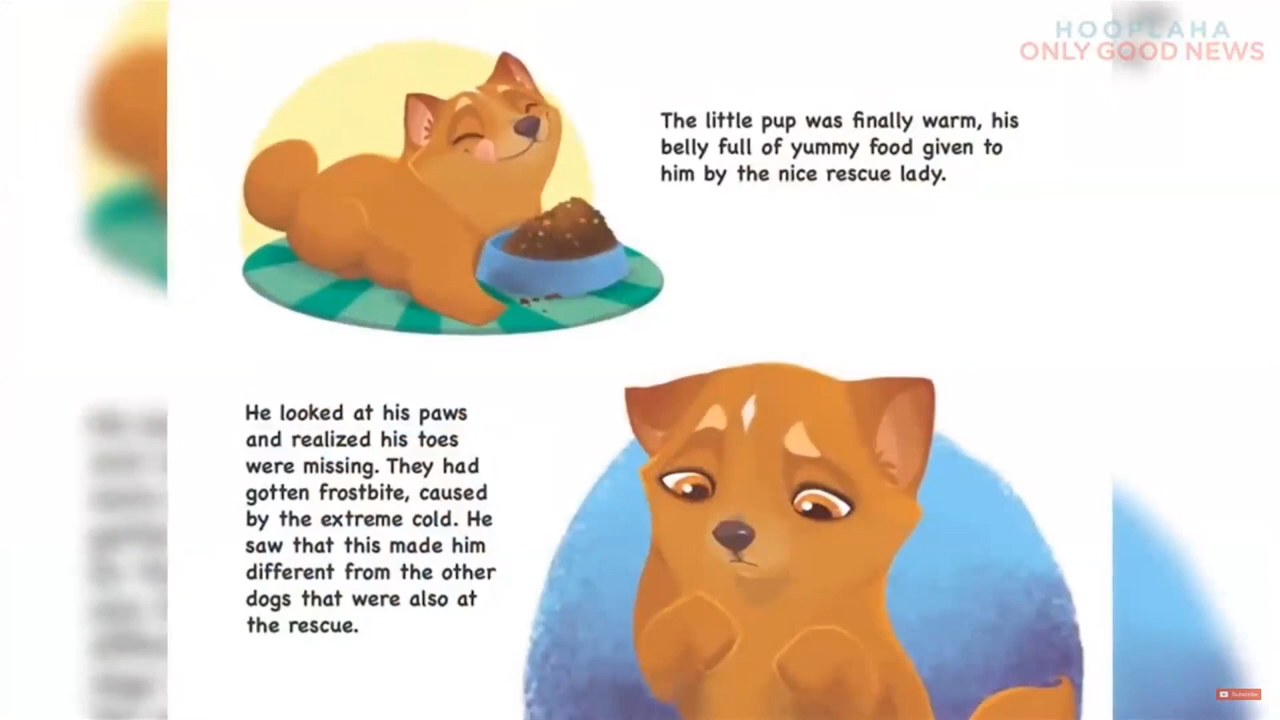 HOOPLAHA
ONLY GOOD NEWS
The little pup was finally warm, his
belly full of yummy food given to
him by the nice rescue lady.
He looked at his paws
and realized his toes
were missing. They had
gotten frostbite, caused
by the extreme cold. He
saw that this made him
different from the other
dogs that were also at
the rescue.
Subscribe